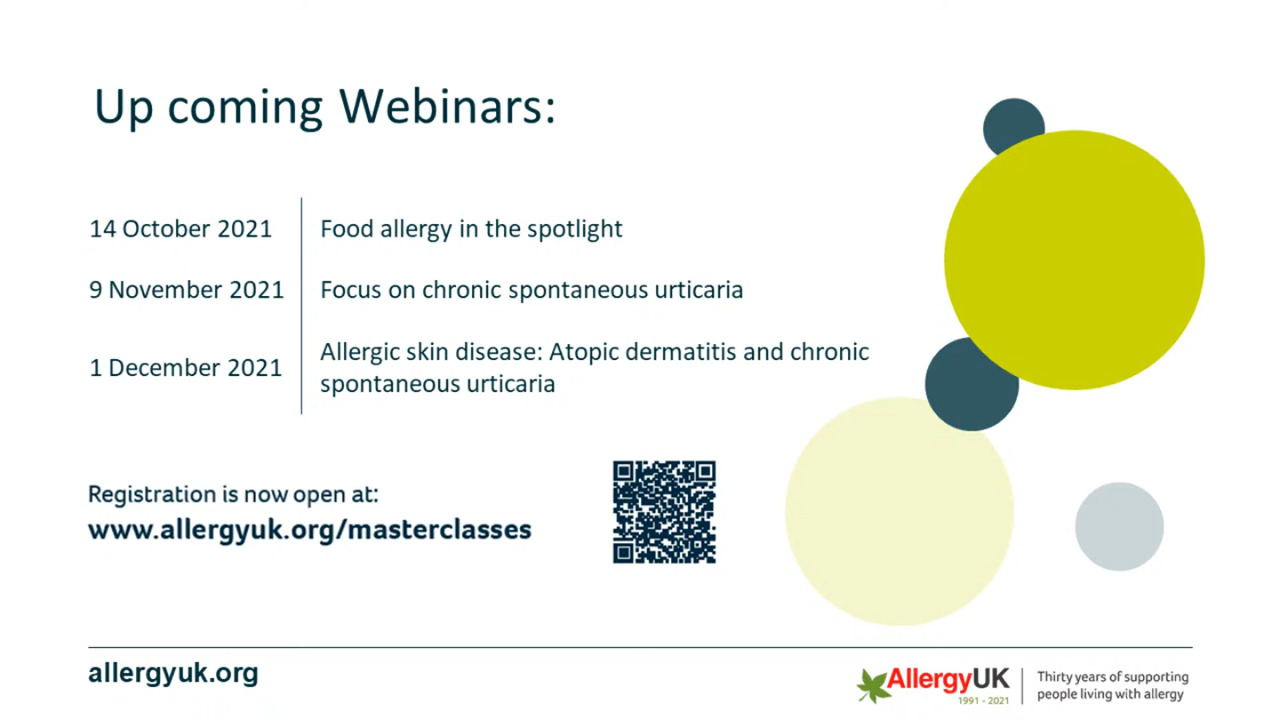 Up coming Webinars:
14 October 2021
Food allergy in the spotlight
9 November 2021
Focus on chronic spontaneous urticaria
1 December 2021
Allergic skin disease: Atopic dermatitis and chronic
spontaneous urticaria
Registration is now open at:
www.allergyuk.org/masterclasses
allergyuk.org
AllergyUK
1991 - 2021
Thirty years of supporting
people living with allergy